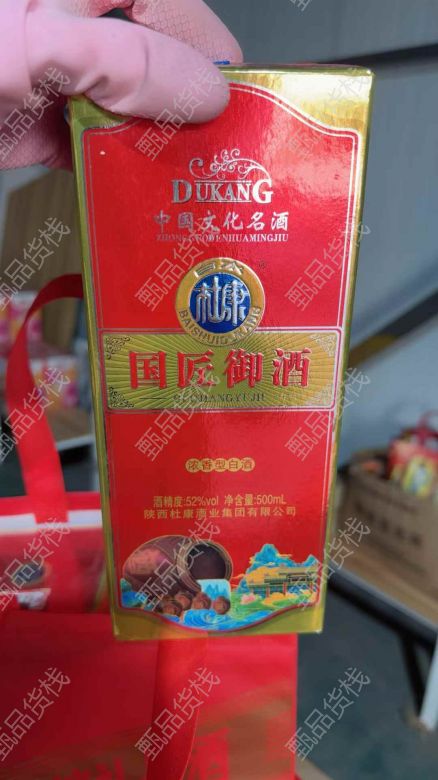 DUKANG
中国文化名酒
ZHONGGUOWENHUAMINGJIU
白水
杜康
BAISHUIDUKANG
国匠御酒
GUOJIANGYUJIU
浓香型白酒
酒精度:52%vol 净含量:500mL
陕西杜康酒业集团有限公司
甄品货栈